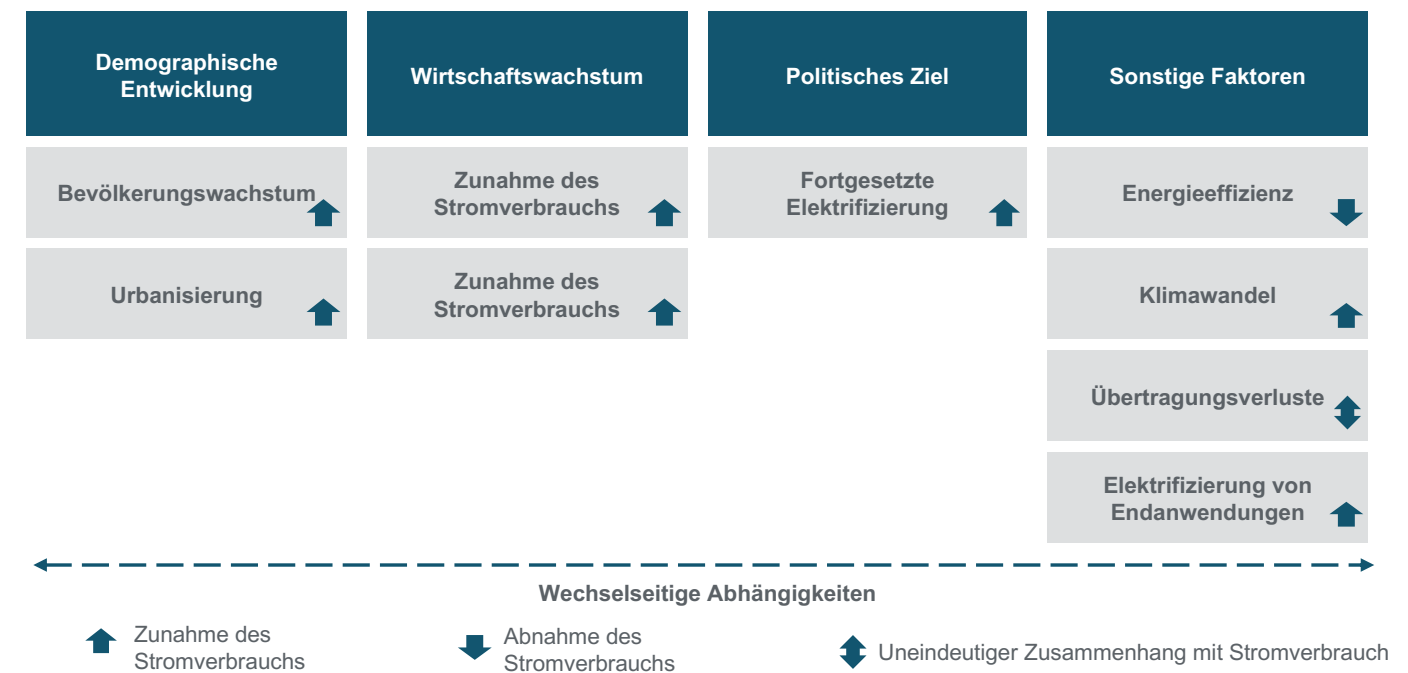 Demographische
Entwicklung
Wirtschaftswachstum
Politisches Ziel
Sonstige Faktoren
Bevölkerungswachstum
Zunahme des
Stromverbrauchs
Fortgesetzte
Elektrifizierung
Energieeffizienz
Urbanisierung
Zunahme des
Stromverbrauchs
Klimawandel
Übertragungsverluste
Elektrifizierung von
Endanwendungen
Wechselseitige Abhängigkeiten
Zunahme des
Stromverbrauchs
Abnahme des
Stromverbrauchs
Uneindeutiger Zusammenhang mit Stromverbrauch